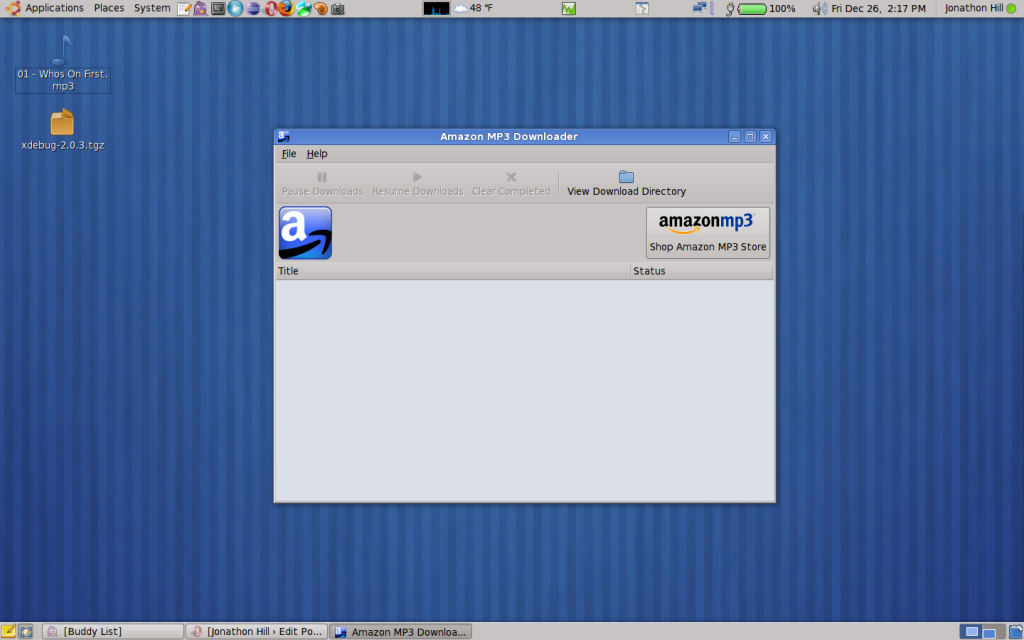 Applications Places System 48 °F 100% Fri Dec 26, 2:17 PM Jonathon Hill
01 - Whos On First.
mp3
xdebug-2.0.3.tgz
Amazon MP3 Downloader
File Help
Pause Downloads Resume Downloads Clear Completed View Download Directory
a
amazonmp3
Shop Amazon MP3 Store
Title Status
[Buddy List] [Jonathon Hill › Edit Po... Amazon MP3 Downloa...